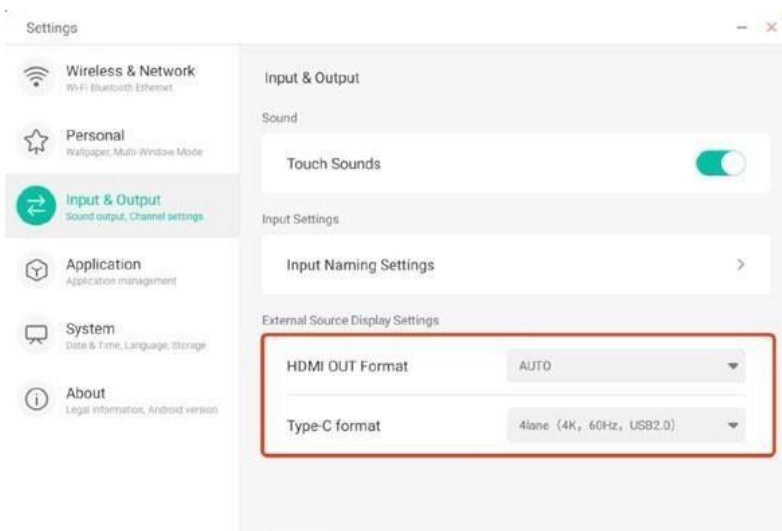 Settings
Wireless & Network
Wi-Fi Bluetooth Ethernet
Personal
Wallpaper, Multi-Window Mode
Input & Output
Sound output, Channel settings
Application
Application management
System
Date & Time, Language, Storage
About
Legal information, Android version
Input & Output
Sound
Touch Sounds
Input Settings
Input Naming Settings
External Source Display Settings
HDMI OUT Format AUTO
Type-C format 4lane (4K, 60Hz, USB2.0)